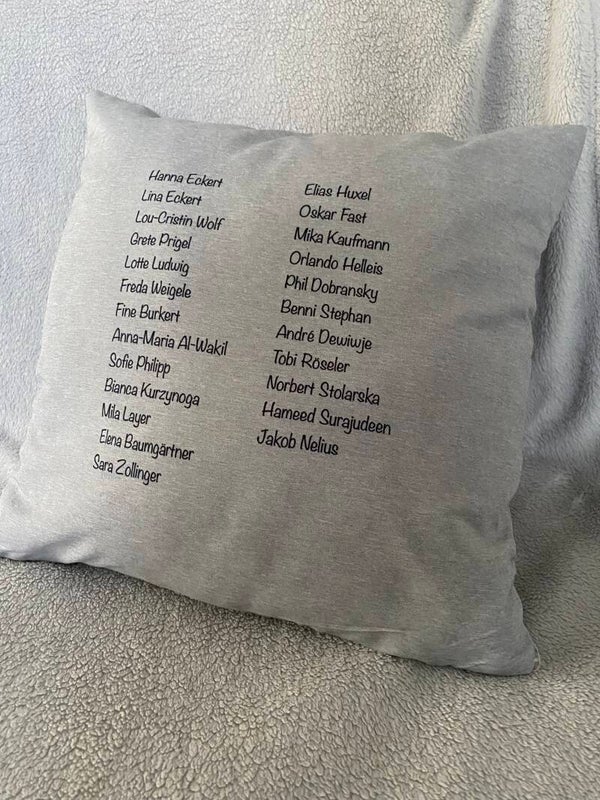 Hanna Eckert
Lina Eckert
Lou-Cristin Wolf
Grete Prigel
Lotte Ludwig
Freda Weigele
Fine Burkert
Anna-Maria Al-Wakil
Sofie Philipp
Bianca Kurzynoga
Mila Layer
Elena Baumgärtner
Sara Zollinger
Elias Huxel
Oskar Fast
Mika Kaufmann
Orlando Helleis
Phil Dobransky
Benni Stephan
André Dewiwje
Tobi Röseler
Norbert Stolarska
Hameed Surajudeen
Jakob Nelius